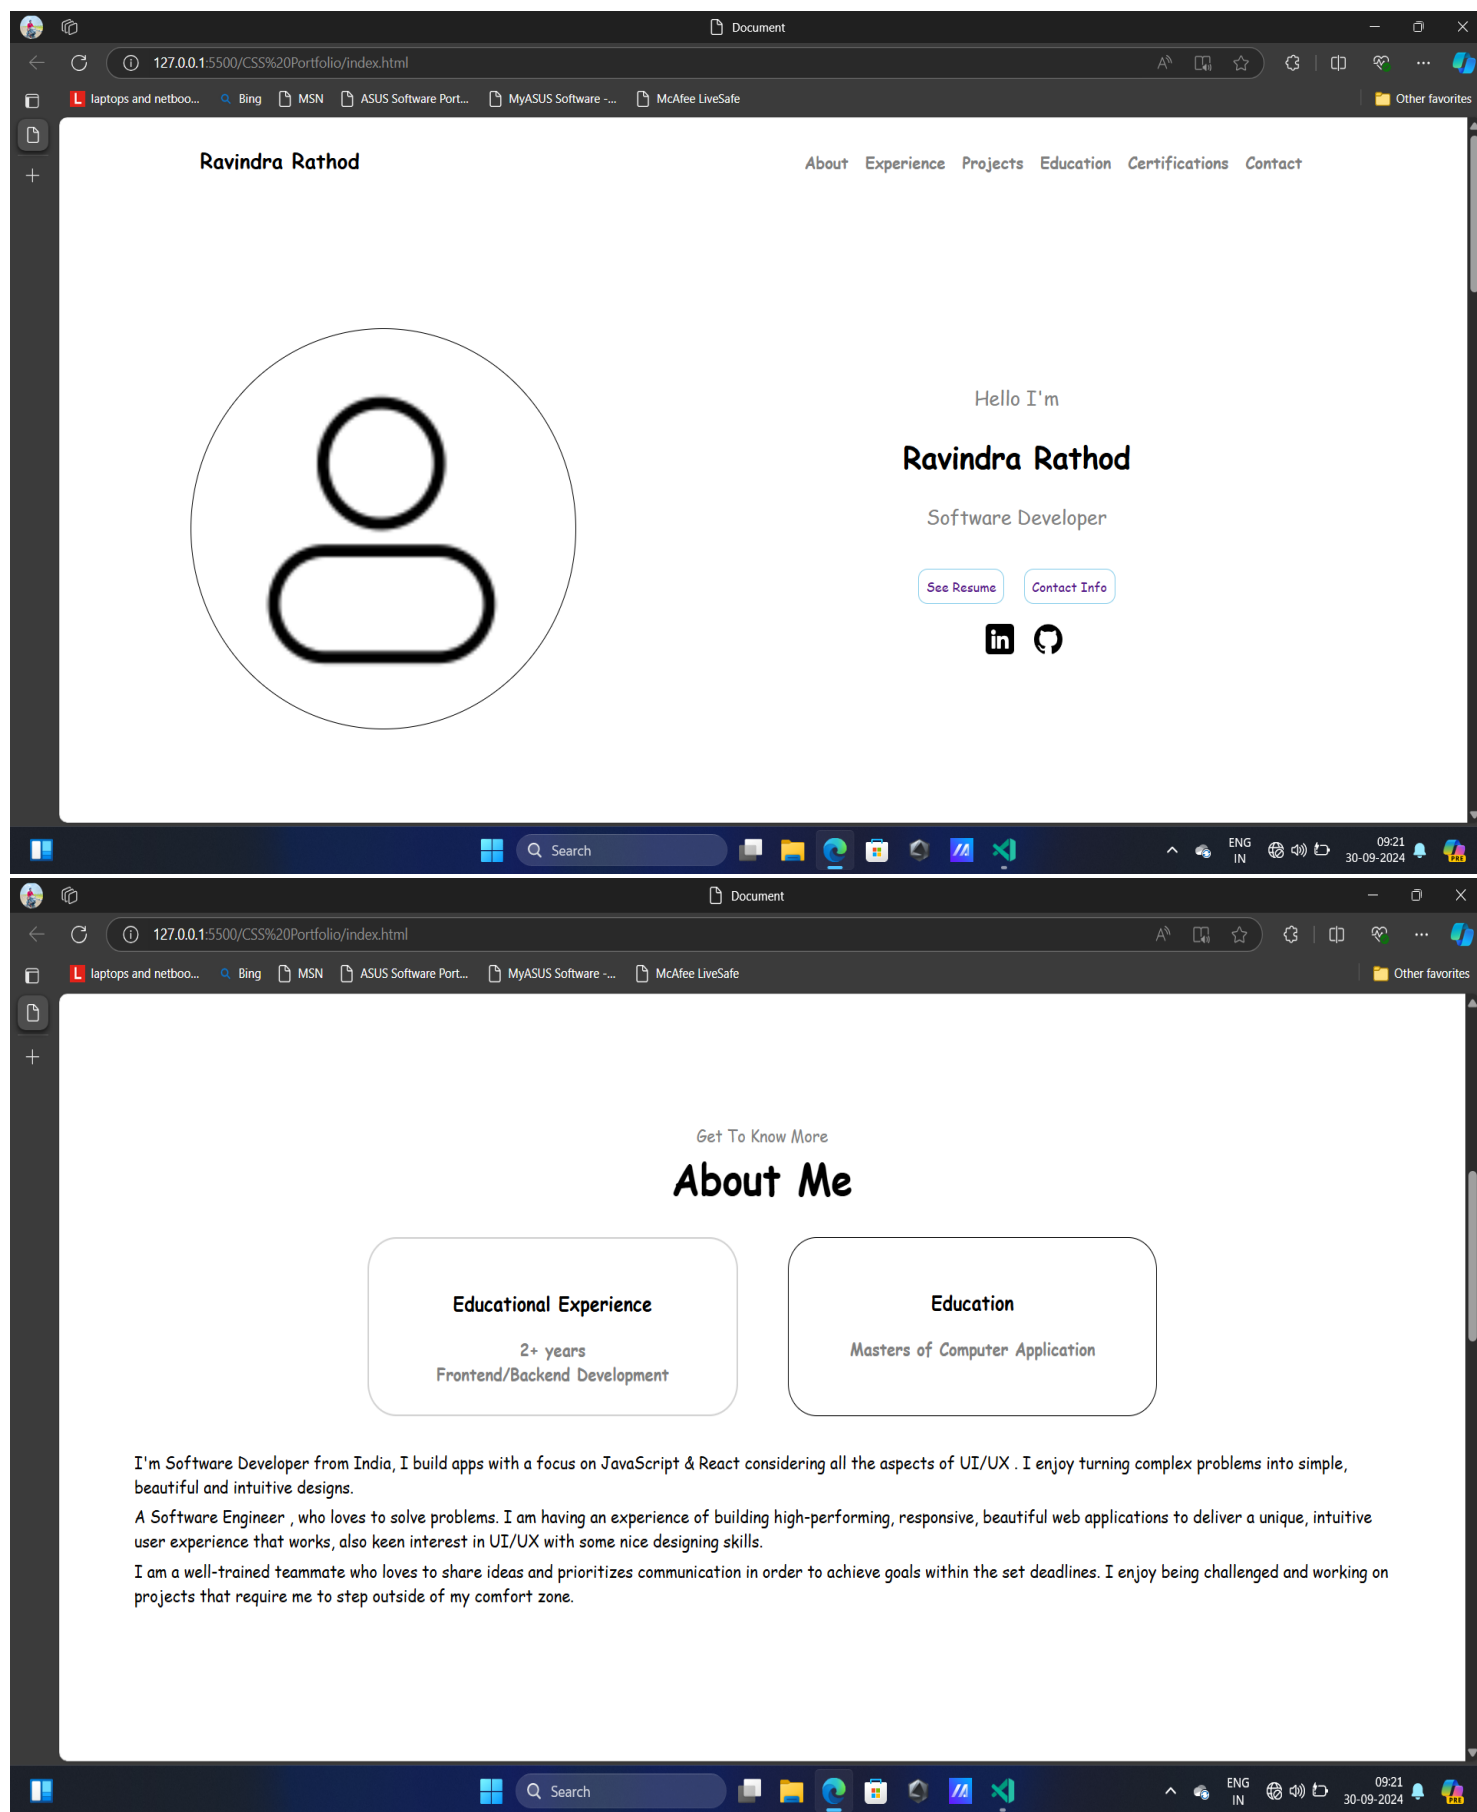 Document
127.0.0.1:5500/CSS%20Portfolio/index.html
laptops and netboo... Bing MSN ASUS Software Port... MyASUS Software -... McAfee LiveSafe Other favorites
Ravindra Rathod About Experience Projects Education Certifications Contact
Hello I'm
Ravindra Rathod
Software Developer
See Resume Contact Info
in
Search ENG 09:21
IN 30-09-2024
PRE
Document
127.0.0.1:5500/CSS%20Portfolio/index.html
laptops and netboo... Bing MSN ASUS Software Port... MyASUS Software -... McAfee LiveSafe Other favorites
Get To Know More
About Me
Educational Experience
2+ years
Frontend/Backend Development
Education
Masters of Computer Application
I'm Software Developer from India, I build apps with a focus on JavaScript & React considering all the aspects of UI/UX . I enjoy turning complex problems into simple,
beautiful and intuitive designs.
A Software Engineer , who loves to solve problems. I am having an experience of building high-performing, responsive, beautiful web applications to deliver a unique, intuitive
user experience that works, also keen interest in UI/UX with some nice designing skills.
I am a well-trained teammate who loves to share ideas and prioritizes communication in order to achieve goals within the set deadlines. I enjoy being challenged and working on
projects that require me to step outside of my comfort zone.
Search ENG 09:21
IN 30-09-2024
PRE